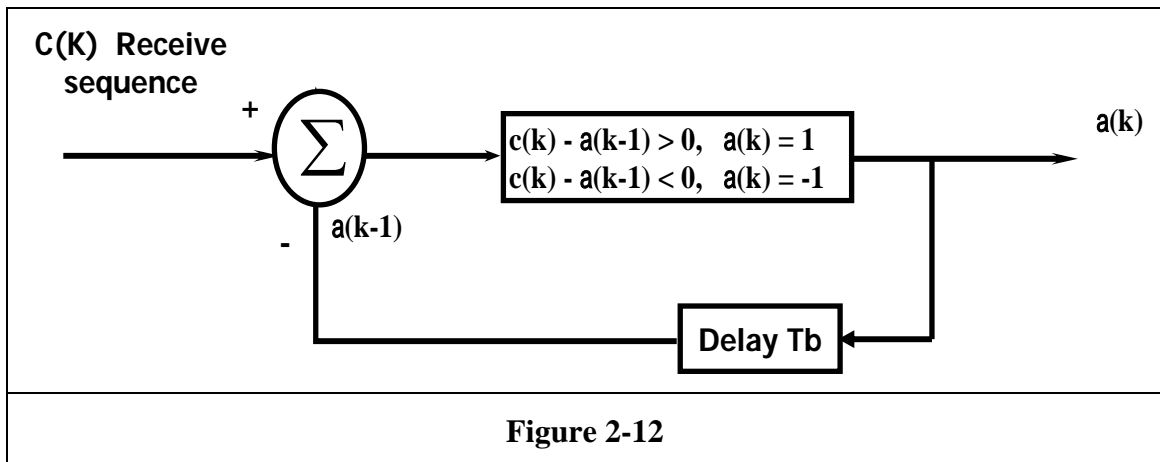 C(K) Receive
sequence
+
Σ
c(k) - a(k-1) > 0, a(k) = 1
c(k) - a(k-1) < 0, a(k) = -1
a(k)
-
a(k-1)
Delay Tb
Figure 2-12